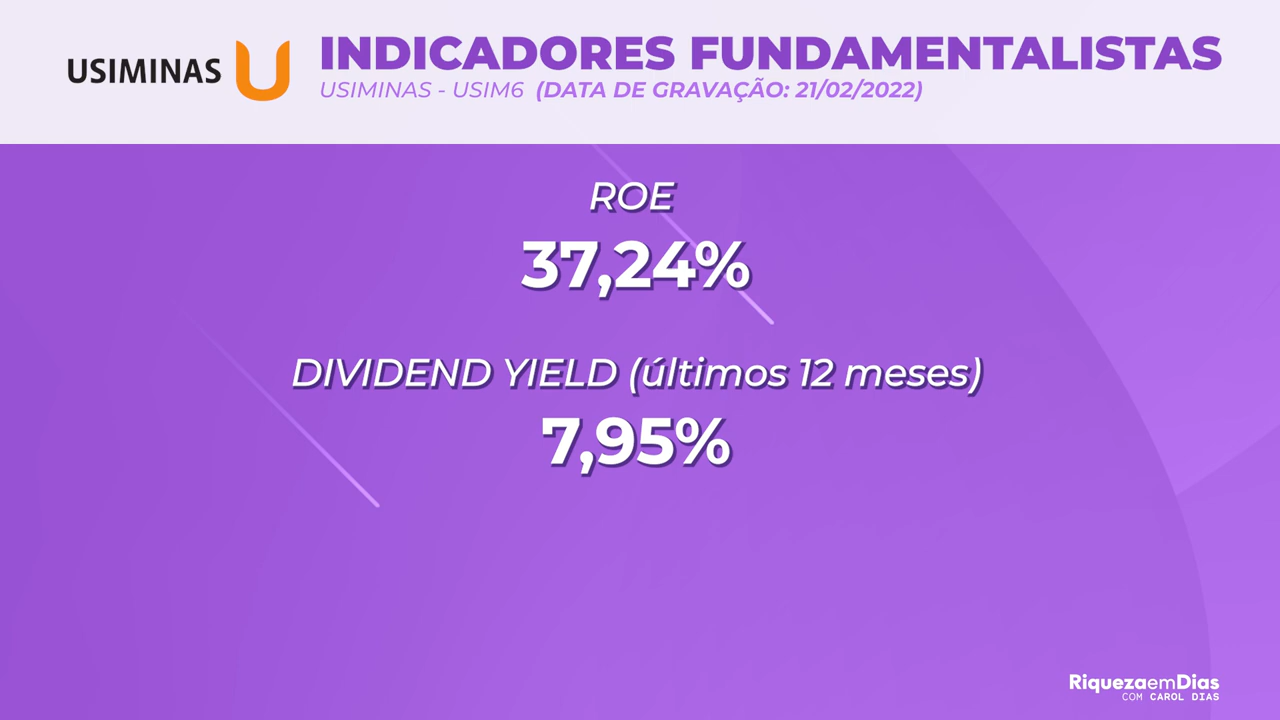 USIMINAS
INDICADORES FUNDAMENTALISTAS
USIMINAS - USIM6 (DATA DE GRAVAÇÃO: 21/02/2022)
ROE
37,24%
DIVIDEND YIELD (últimos 12 meses)
7,95%
RiquezaemDias
COM CAROL DIAS